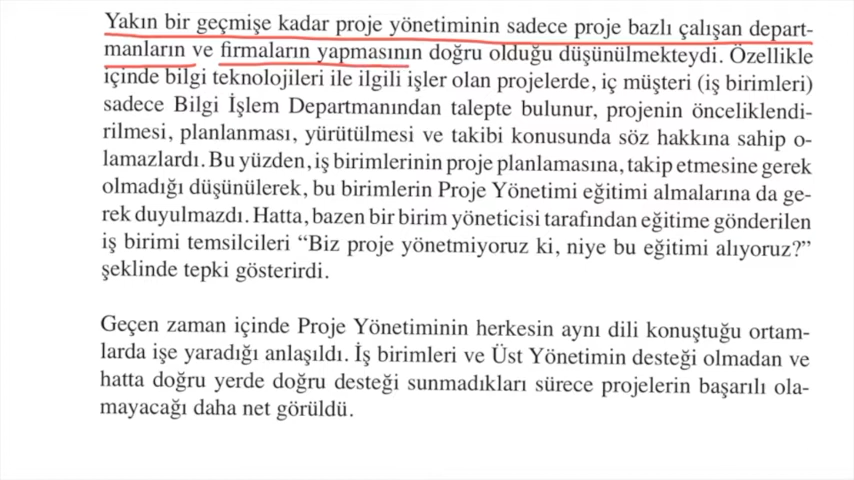 Yakın bir geçmişe kadar proje yönetiminin sadece proje bazlı çalışan depart-
manların ve firmaların yapmasının doğru olduğu düşünülmekteydi. Özellikle
içinde bilgi teknolojileri ile ilgili işler olan projelerde, iç müşteri (iş birimleri)
sadece Bilgi İşlem Departmanından talepte bulunur, projenin önceliklendi-
rilmesi, planlanması, yürütülmesi ve takibi konusunda söz hakkına sahip o-
lamazlardı. Bu yüzden, iş birimlerinin proje planlamasına, takip etmesine gerek
olmadığı düşünülerek, bu birimlerin Proje Yönetimi eğitimi almalarına da ge-
rek duyulmazdı. Hatta, bazen bir birim yöneticisi tarafından eğitime gönderilen
iş birimi temsilcileri “Biz proje yönetmiyoruz ki, niye bu eğitimi alıyoruz?”
şeklinde tepki gösterirdi.
Geçen zaman içinde Proje Yönetiminin herkesin aynı dili konuştuğu ortam-
larda işe yaradığı anlaşıldı. İş birimleri ve Üst Yönetimin desteği olmadan ve
hatta doğru yerde doğru desteği sunmadıkları sürece projelerin başarılı ola-
mayacağı daha net görüldü.